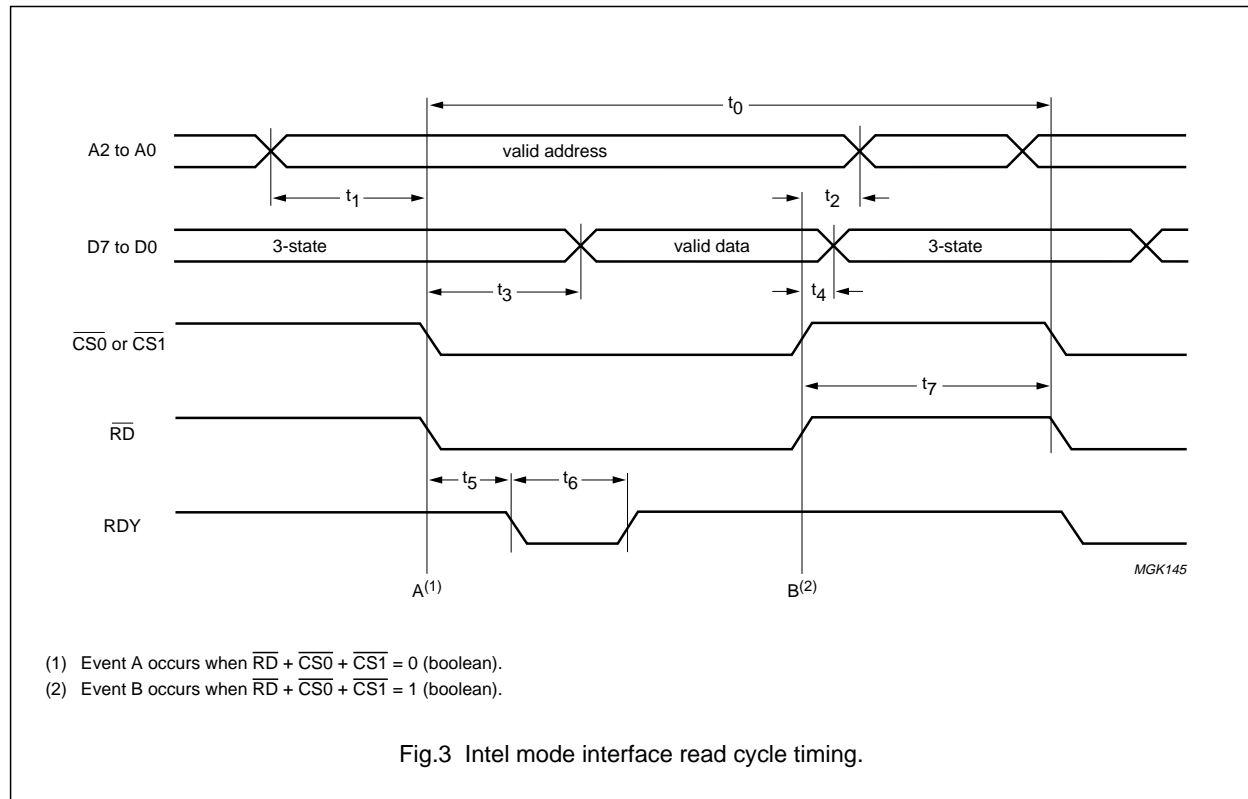 t0
A2 to A0
valid address
t1
t2
D7 to D0
3-state
valid data
3-state
t3
t4
CS0 or CS1
t7
RD
t5
t6
RDY
MGK145
A(1)
B(2)
(1) Event A occurs when RD + CS0 + CS1 = 0 (boolean).
(2) Event B occurs when RD + CS0 + CS1 = 1 (boolean).
Fig.3 Intel mode interface read cycle timing.